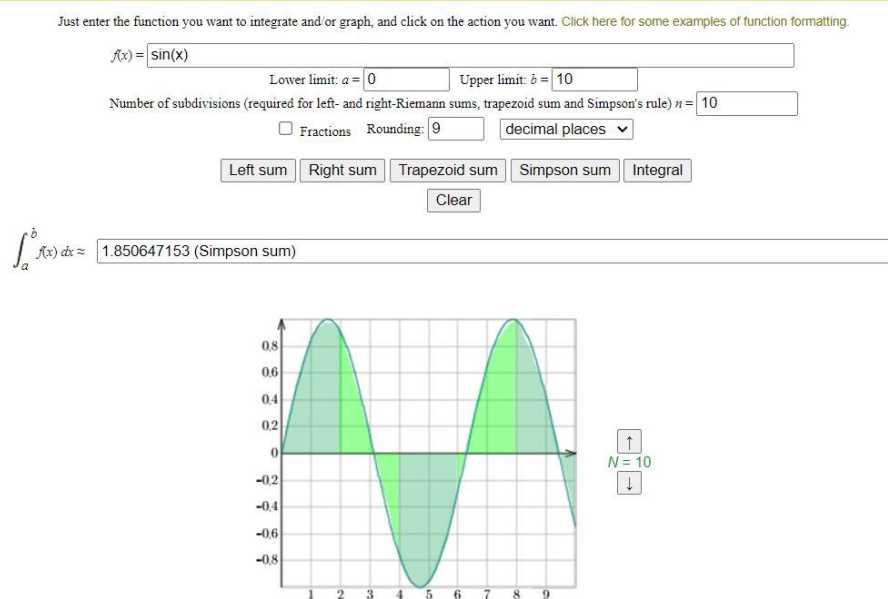 Just enter the function you want to integrate and/or graph, and click on the action you want. Click here for some examples of function formatting.
f(x) = sin(x)
Lower limit: a = 0 Upper limit: b = 10
Number of subdivisions (required for left- and right-Riemann sums, trapezoid sum and Simpson's rule) n = 10
Fractions Rounding: 9 decimal places
Left sum Right sum Trapezoid sum Simpson sum Integral
Clear
∫ₐᵇ f(x) dx ≈ 1.850647153 (Simpson sum)
0,8
0,6
0,4
0,2
0
-0,2
-0,4
-0,6
-0,8
1 2 3 4 5 6 7 8 9
↑
N = 10
↓